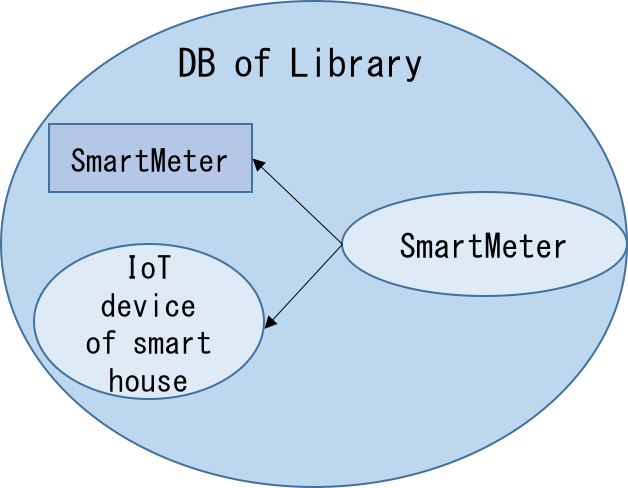 DB of Library
SmartMeter
SmartMeter
IoT
device
of smart
house